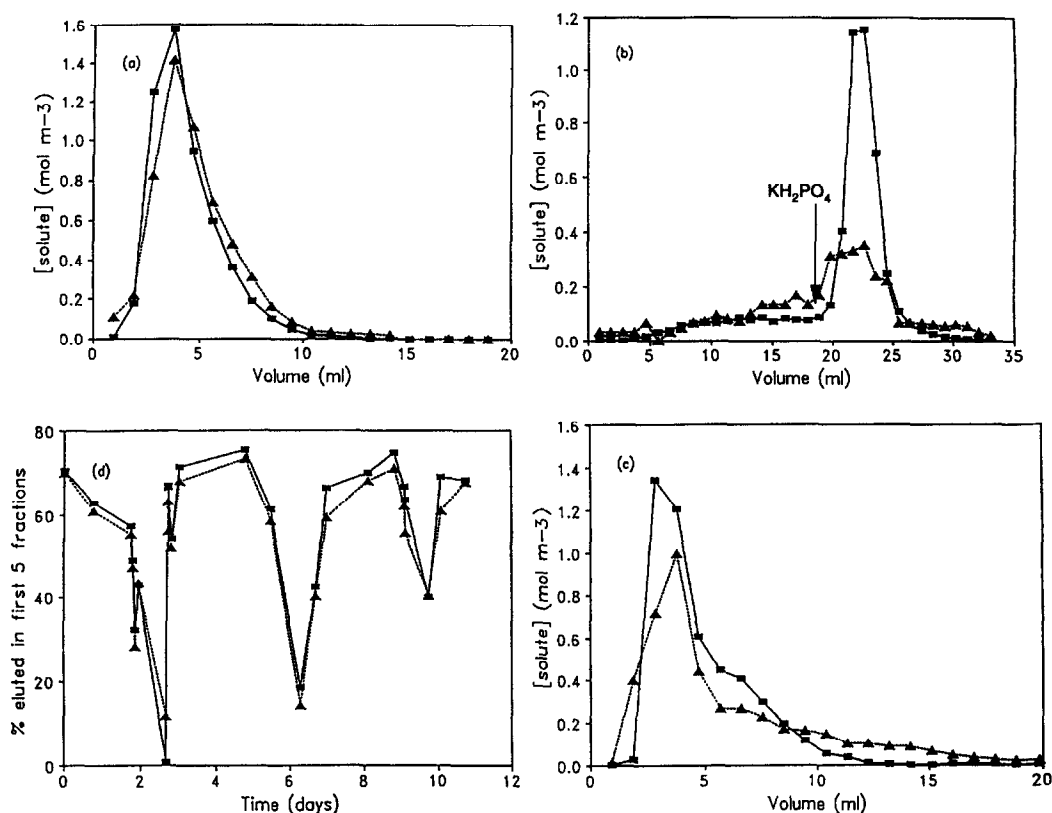 (a)
[solute] (mol m-3)
1.6
1.4
1.2
1.0
0.8
0.6
0.4
0.2
0.0
0 5 10 15 20
Volume (ml)
(b)
[solute] (mol m-3)
1.2
1.0
0.8
0.6
0.4
0.2
0.0
KH₂PO₄
0 5 10 15 20 25 30 35
Volume (ml)
(d)
% eluted in first 5 fractions
80
60
40
20
0
0 2 4 6 8 10 12
Time (days)
(c)
[solute] (mol m-3)
1.6
1.4
1.2
1.0
0.8
0.6
0.4
0.2
0.0
0 5 10 15 20
Volume (ml)